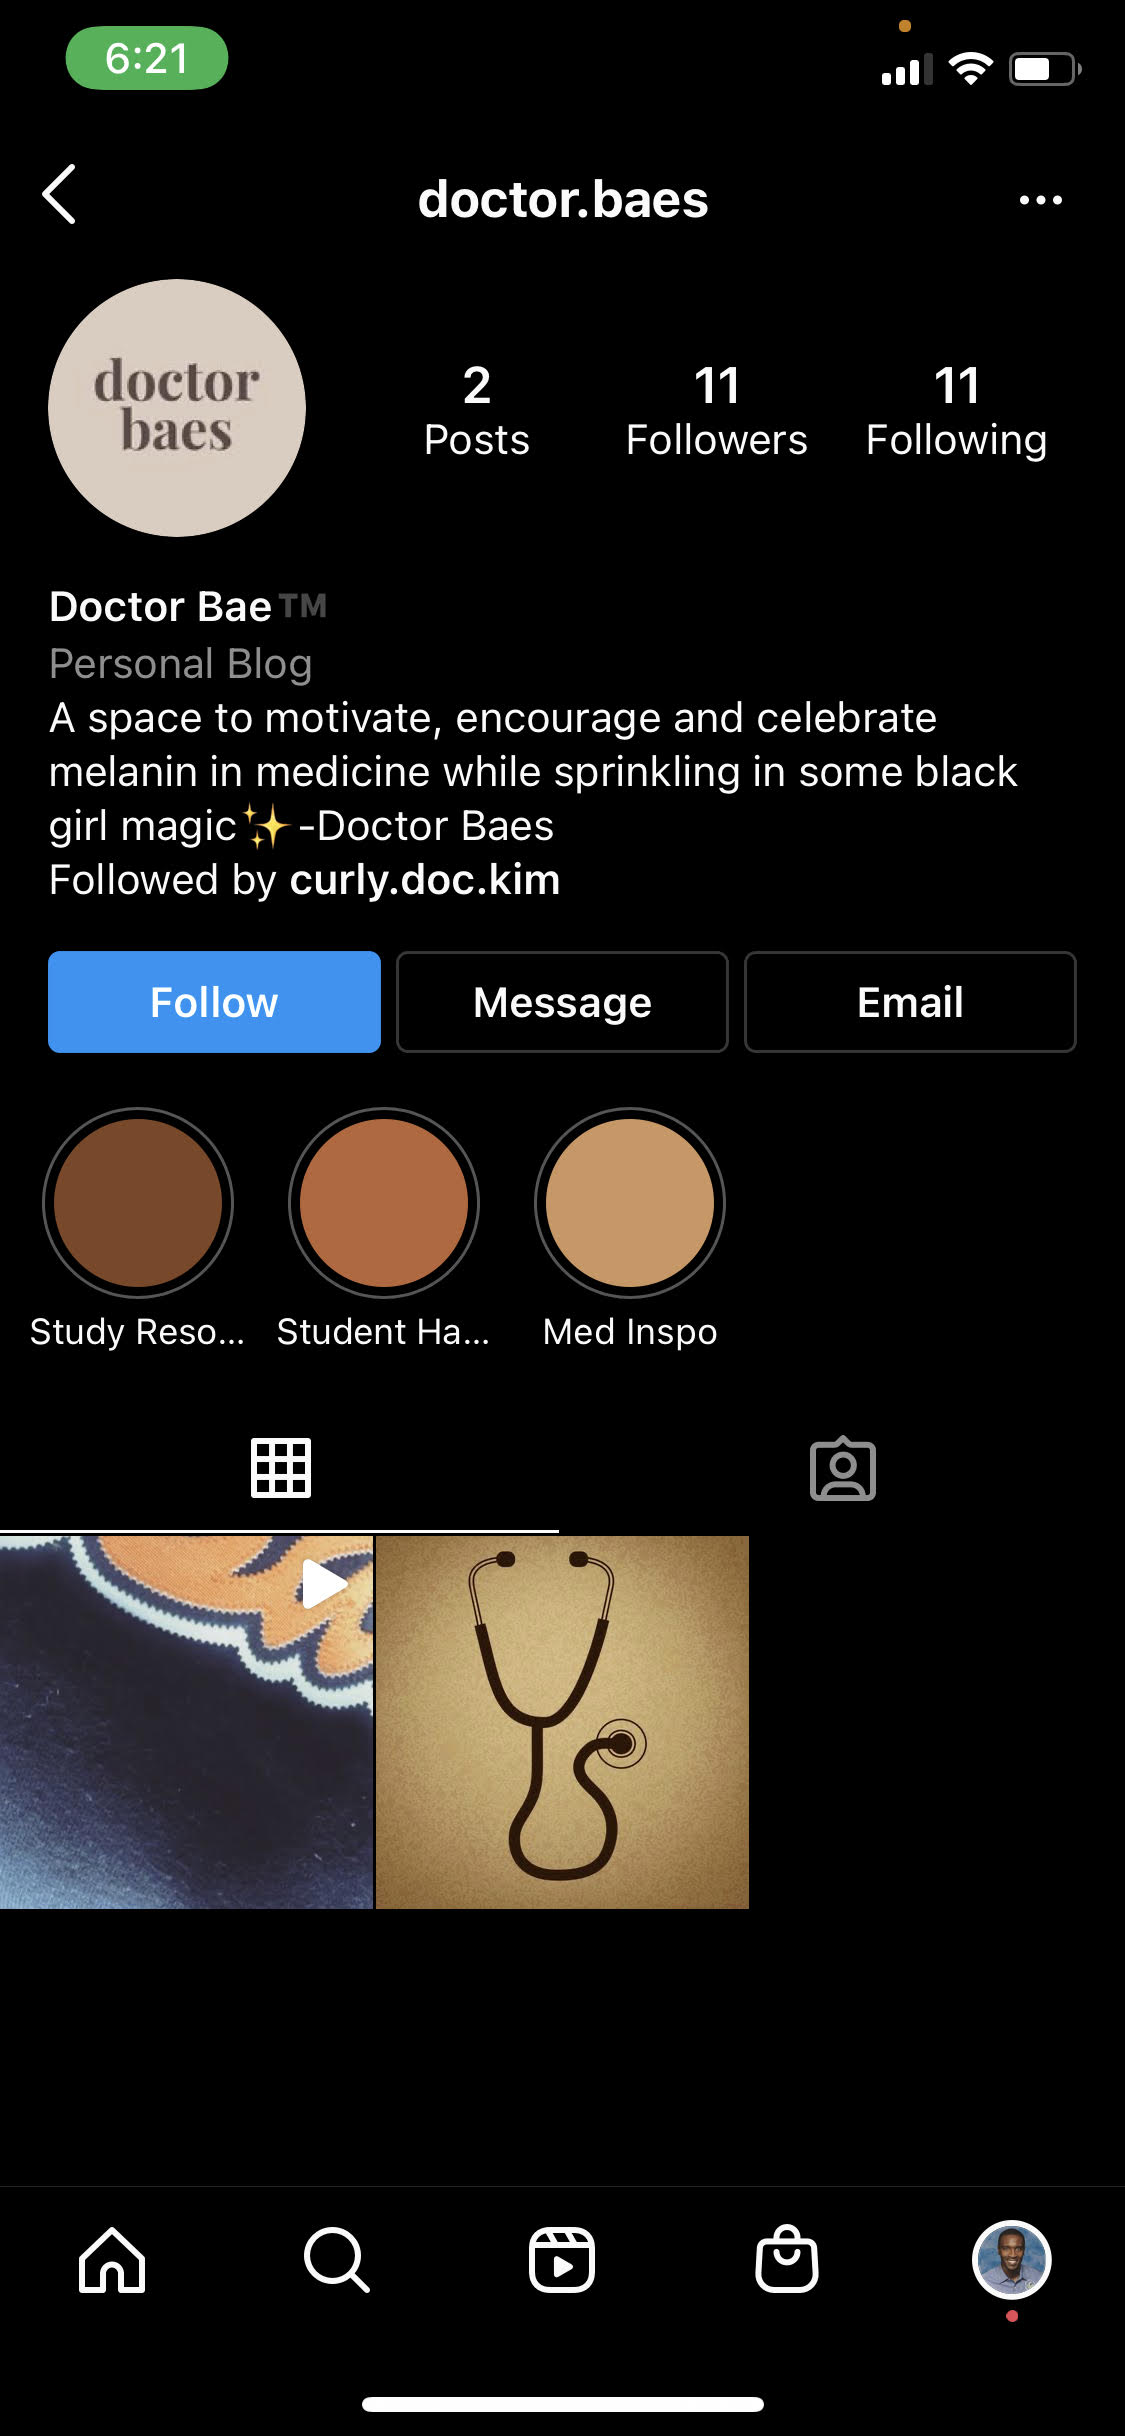 6:21
doctor.baes
doctor
baes
2
Posts
11
Followers
11
Following
Doctor Bae™
Personal Blog
A space to motivate, encourage and celebrate
melanin in medicine while sprinkling in some black
girl magic✨-Doctor Baes
Followed by curly.doc.kim
Follow
Message
Email
Study Reso...
Student Ha...
Med Inspo